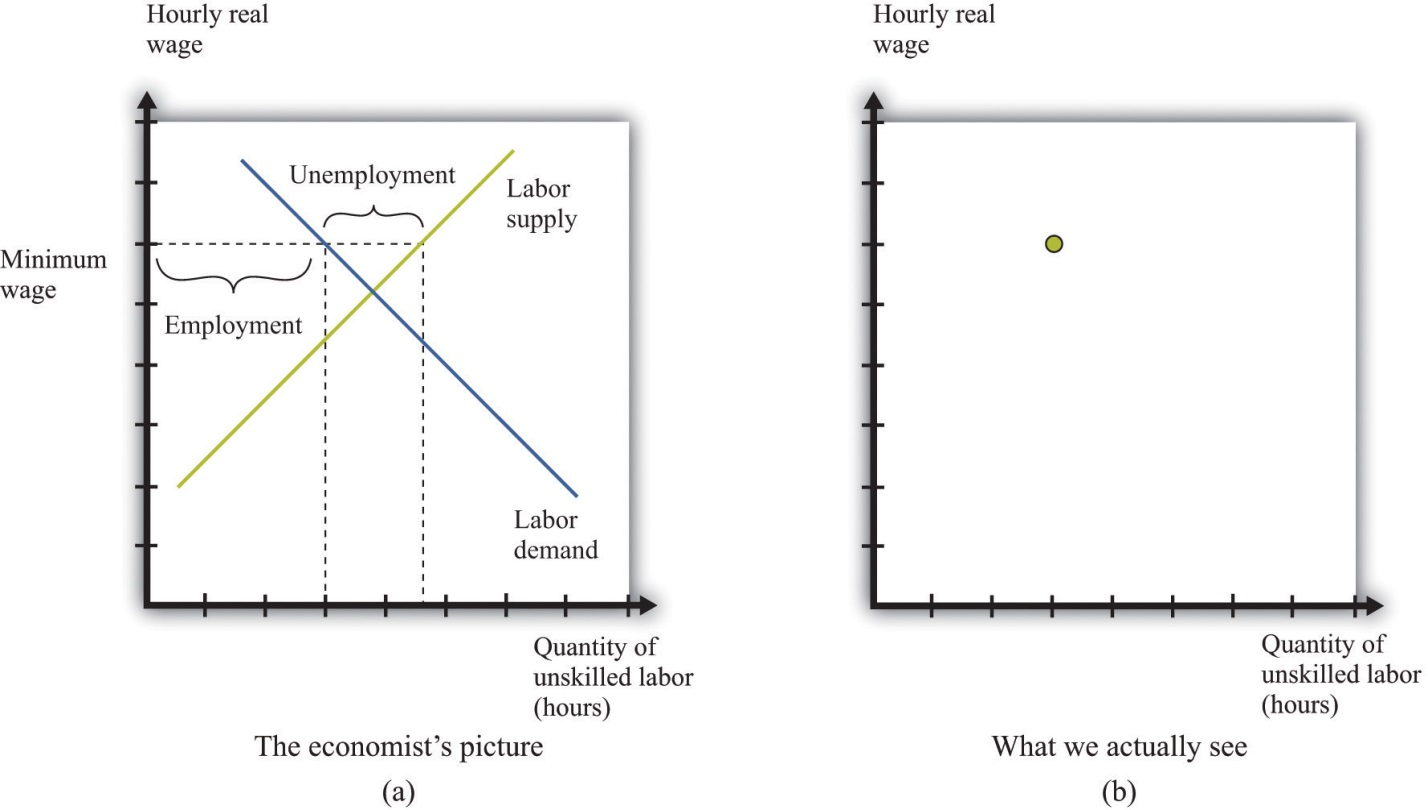 Hourly real
wage
Unemployment
Labor
supply
Minimum
wage
Employment
Labor
demand
Quantity of
unskilled labor
(hours)
The economist’s picture
(a)
Hourly real
wage
Quantity of
unskilled labor
(hours)
What we actually see
(b)